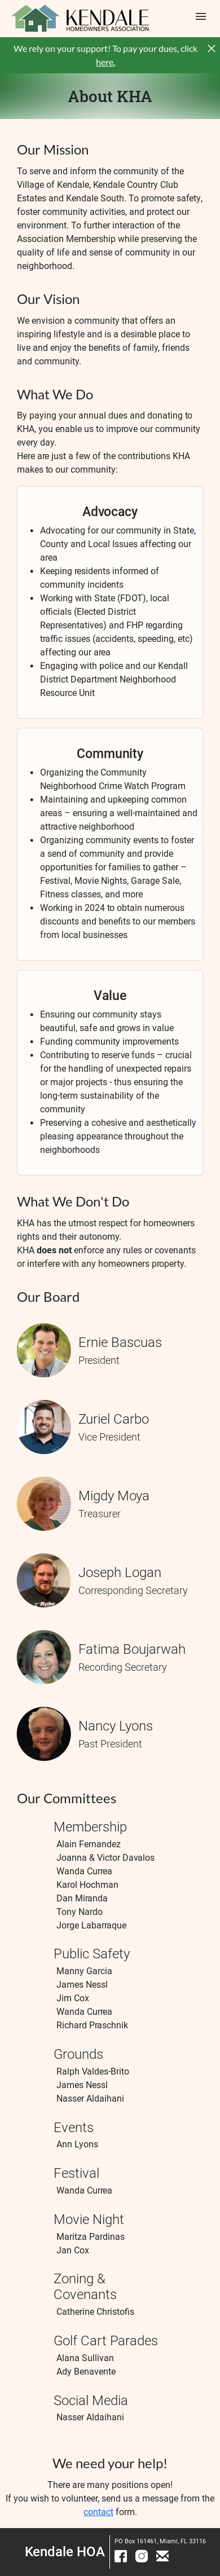 KENDALE
HOMEOWNERS ASSOCIATION
We rely on your support! To pay your dues, click
here.
About KHA
Our Mission
To serve and inform the community of the
Village of Kendale, Kendale Country Club
Estates and Kendale South. To promote safety,
foster community activities, and protect our
environment. To further interaction of the
Association Membership while preserving the
quality of life and sense of community in our
neighborhood.
Our Vision
We envision a community that offers an
inspiring lifestyle and is a desirable place to
live and enjoy the benefits of family, friends
and community.
What We Do
By paying your annual dues and donating to
KHA, you enable us to improve our community
every day.
Here are just a few of the contributions KHA
makes to our community:
Advocacy
• Advocating for our community in State,
County and Local Issues affecting our
area
• Keeping residents informed of
community incidents
• Working with State (FDOT), local
officials (Elected District
Representatives) and FHP regarding
traffic issues (accidents, speeding, etc)
affecting our area
• Engaging with police and our Kendall
District Department Neighborhood
Resource Unit
Community
• Organizing the Community
Neighborhood Crime Watch Program
• Maintaining and upkeeping common
areas – ensuring a well-maintained and
attractive neighborhood
• Organizing community events to foster
a send of community and provide
opportunities for families to gather –
Festival, Movie Nights, Garage Sale,
Fitness classes, and more
• Working in 2024 to obtain numerous
discounts and benefits to our members
from local businesses
Value
• Ensuring our community stays
beautiful, safe and grows in value
• Funding community improvements
• Contributing to reserve funds – crucial
for the handling of unexpected repairs
or major projects - thus ensuring the
long-term sustainability of the
community
• Preserving a cohesive and aesthetically
pleasing appearance throughout the
neighborhoods
What We Don't Do
KHA has the utmost respect for homeowners
rights and their autonomy.
KHA does not enforce any rules or covenants
or interfere with any homeowners property.
Our Board
Ernie Bascuas
President
Zuriel Carbo
Vice President
Migdy Moya
Treasurer
Joseph Logan
Corresponding Secretary
Fatima Boujarwah
Recording Secretary
Nancy Lyons
Past President
Our Committees
Membership
Alain Fernandez
Joanna & Victor Davalos
Wanda Currea
Karol Hochman
Dan Miranda
Tony Nardo
Jorge Labarraque
Public Safety
Manny Garcia
James Nessl
Jim Cox
Wanda Currea
Richard Praschnik
Grounds
Ralph Valdes-Brito
James Nessl
Nasser Aldaihani
Events
Ann Lyons
Festival
Wanda Currea
Movie Night
Maritza Pardinas
Jan Cox
Zoning &
Covenants
Catherine Christofis
Golf Cart Parades
Alana Sullivan
Ady Benavente
Social Media
Nasser Aldaihani
We need your help!
There are many positions open!
If you wish to volunteer, send us a message from the
contact form.
Kendale HOA
PO Box 161461, Miami, FL 33116